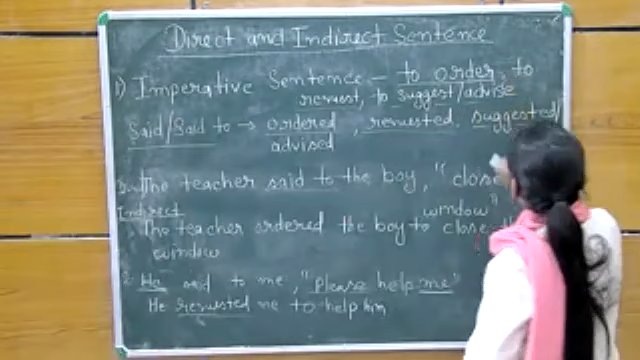 Direct and Indirect Sentence
1) Imperative Sentence - to order, to
request, to suggest/advise
Said/Said to → ordered, requested. suggested/
advised
The teacher said to the boy, "close
window"
Indirect
The teacher ordered the boy to close
window
2. He said to me, "Please help me"
He requested me to help him